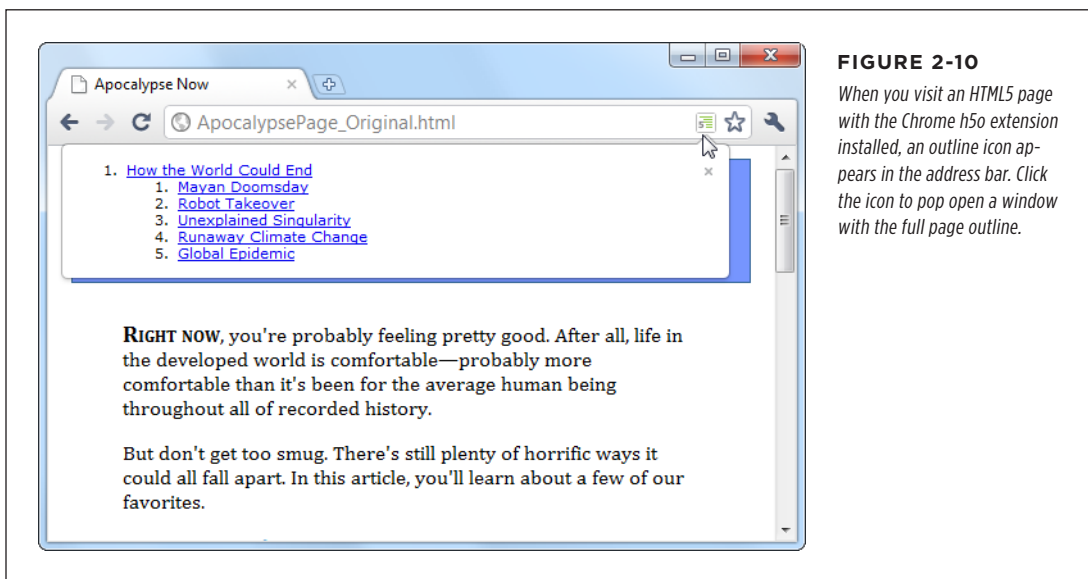 Apocalypse Now
ApocalypsePage_Original.html
1. How the World Could End
1. Mayan Doomsday
2. Robot Takeover
3. Unexplained Singularity
4. Runaway Climate Change
5. Global Epidemic
RIGHT NOW, you're probably feeling pretty good. After all, life in
the developed world is comfortable—probably more
comfortable than it's been for the average human being
throughout all of recorded history.
But don't get too smug. There's still plenty of horrific ways it
could all fall apart. In this article, you'll learn about a few of our
favorites.
FIGURE 2-10
When you visit an HTML5 page
with the Chrome h5o extension
installed, an outline icon ap-
pears in the address bar. Click
the icon to pop open a window
with the full page outline.